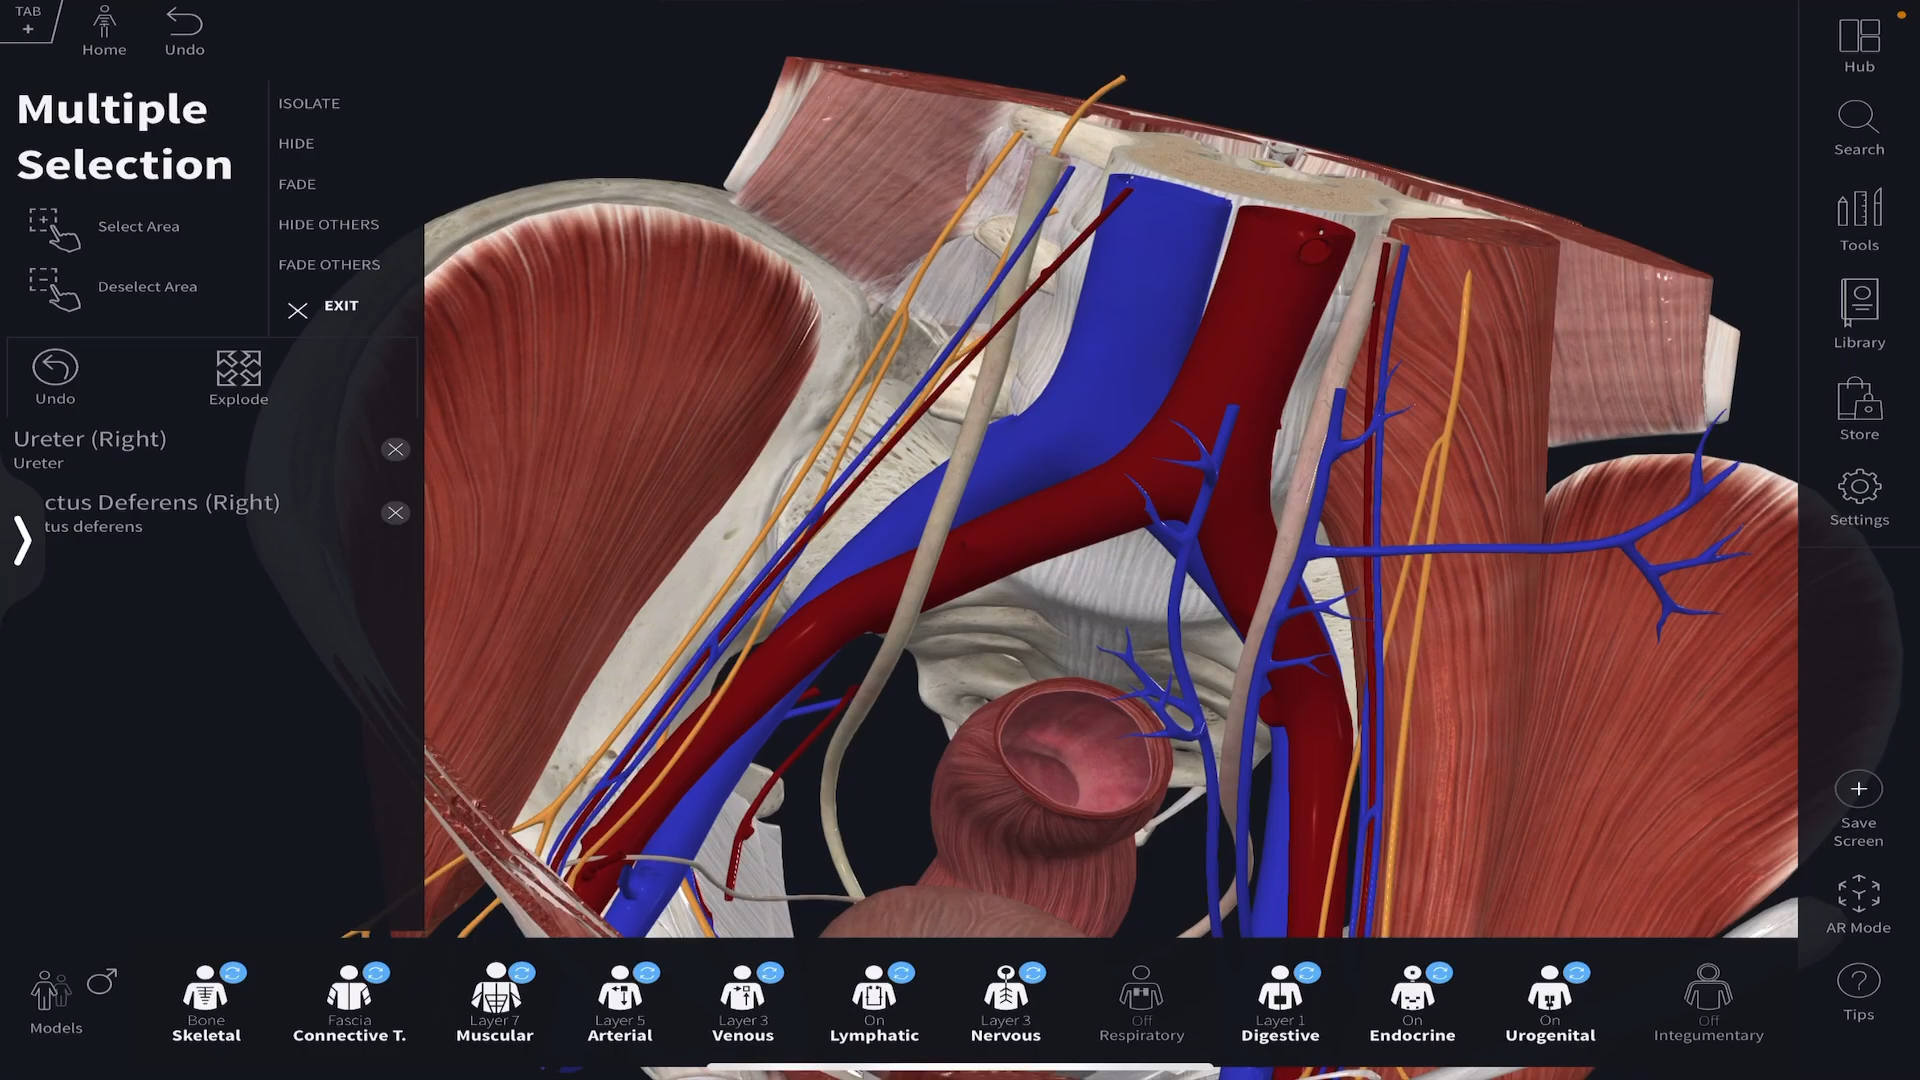 TAB
+
Home
Undo
Multiple
Selection
Select Area
Deselect Area
ISOLATE
HIDE
FADE
HIDE OTHERS
FADE OTHERS
EXIT
Undo
Explode
Ureter (Right)
Ureter
ctus Deferens (Right)
tus deferens
Hub
Search
Tools
Library
Store
Settings
Save
Screen
AR Mode
Tips
Models
Bone
Skeletal
Fascia
Connective T.
Layer 7
Muscular
Layer 5
Arterial
Layer 3
Venous
On
Lymphatic
Layer 3
Nervous
Off
Respiratory
Layer 1
Digestive
On
Endocrine
On
Urogenital
Off
Integumentary